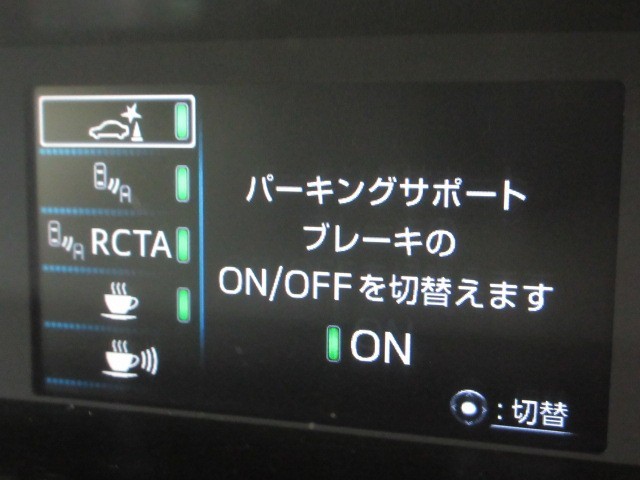 RCTA
パーキングサポート
ブレーキの
ON/OFFを切替えます
ON
:切替